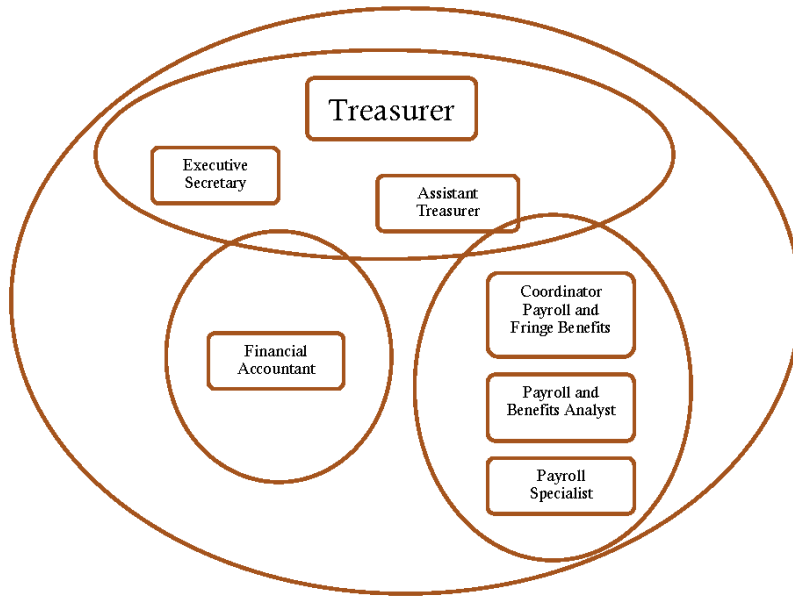 Treasurer
Executive
Secretary
Assistant
Treasurer
Coordinator
Payroll and
Fringe Benefits
Financial
Accountant
Payroll and
Benefits Analyst
Payroll
Specialist